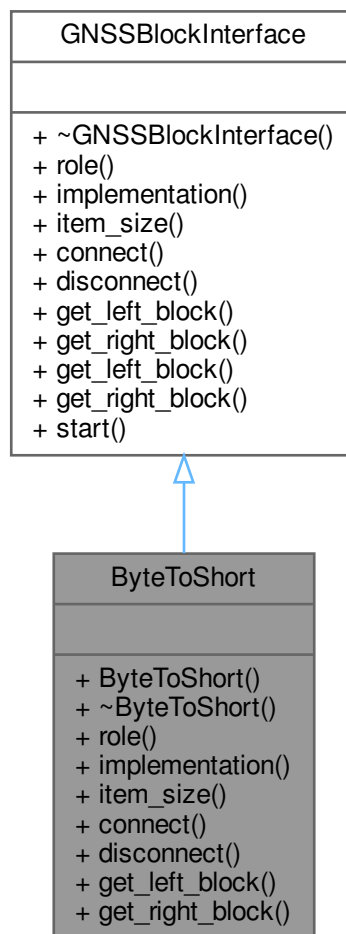 GNSSBlockInterface
+ ~GNSSBlockInterface()
+ role()
+ implementation()
+ item_size()
+ connect()
+ disconnect()
+ get_left_block()
+ get_right_block()
+ get_left_block()
+ get_right_block()
+ start()
ByteToShort
+ ByteToShort()
+ ~ByteToShort()
+ role()
+ implementation()
+ item_size()
+ connect()
+ disconnect()
+ get_left_block()
+ get_right_block()